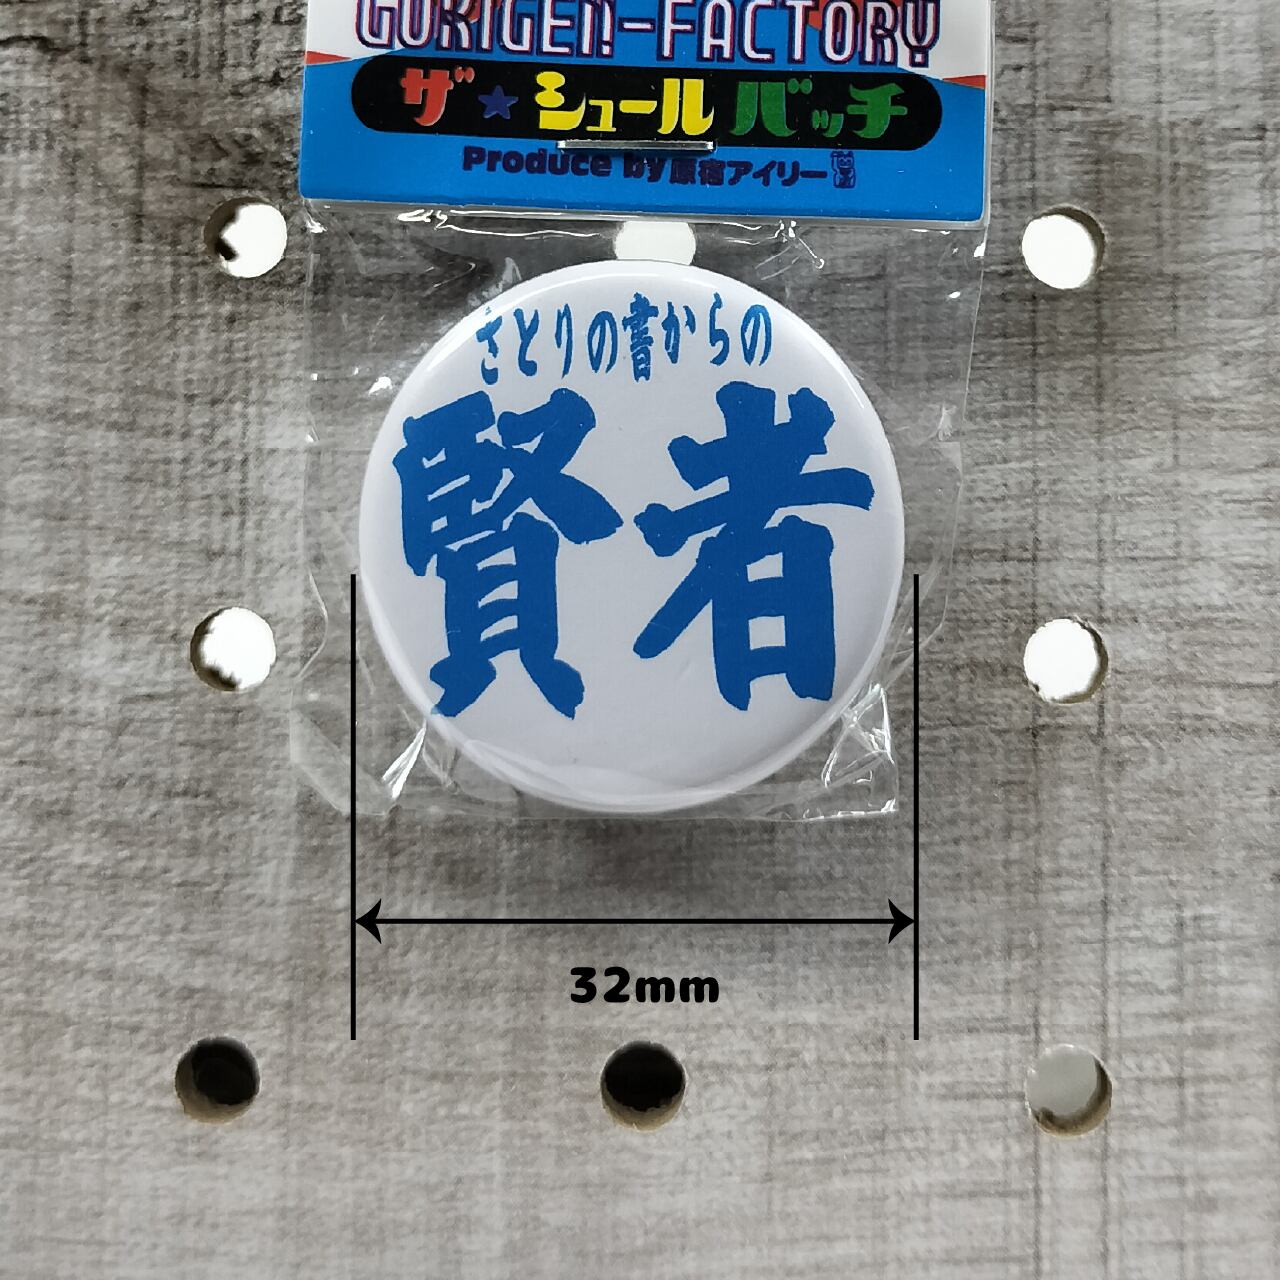 GOKIGEN-FACTORY
ザ★シュールバッチ
Produce by 原宿アイリー
さとりの書からの
賢者
32mm